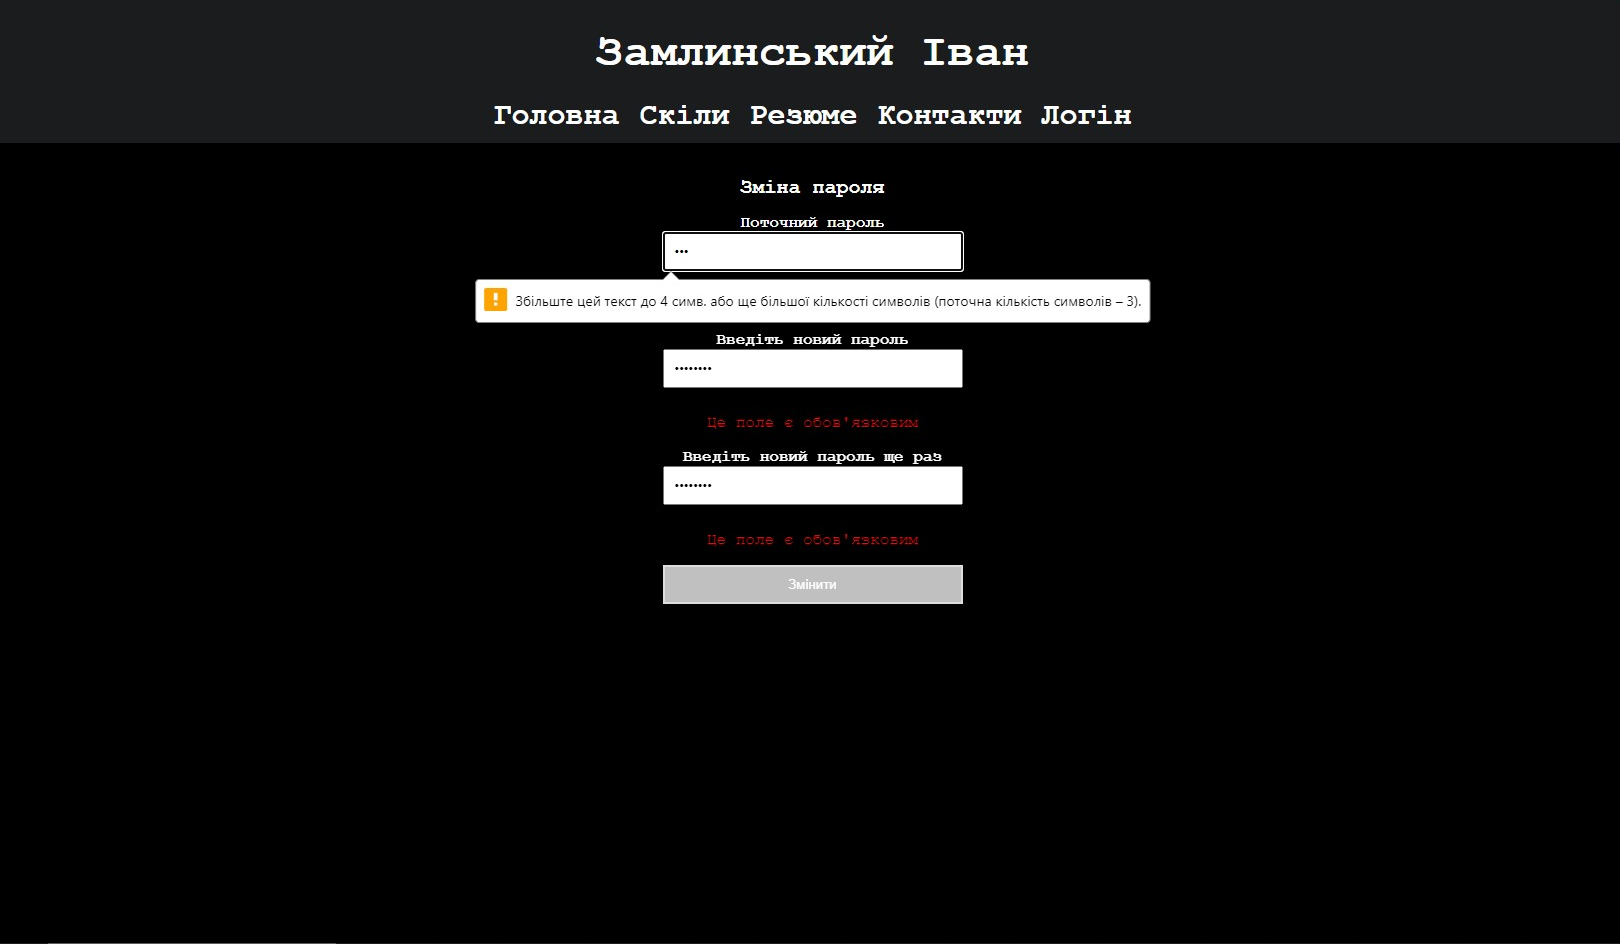 Замлинський Іван
Головна Скіли Резюме Контакти Логін
Зміна пароля
Поточний пароль
•••
Збільште цей текст до 4 симв. або ще більшої кількості символів (поточна кількість символів – 3).
Введіть новий пароль
••••••••
Це поле є обов'язковим
Введіть новий пароль ще раз
••••••••
Це поле є обов'язковим
Змінити